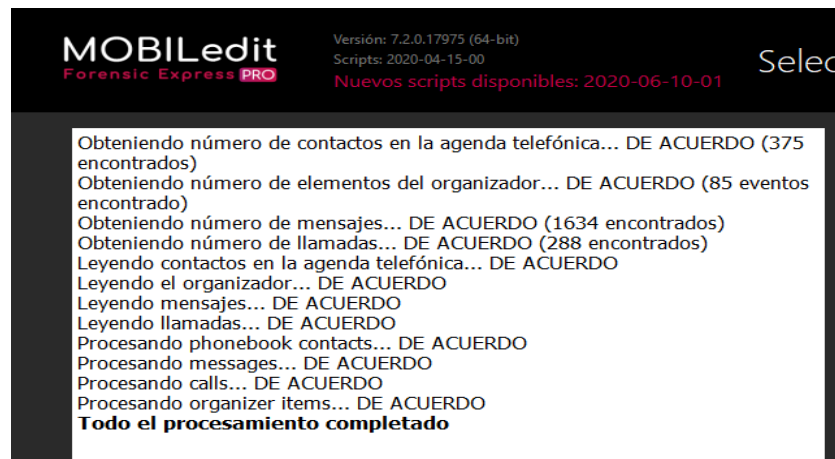 MOBILedit
Forensic Express PRO
Versión: 7.2.0.17975 (64-bit)
Scripts: 2020-04-15-00
Nuevos scripts disponibles: 2020-06-10-01
Selec
Obteniendo número de contactos en la agenda telefónica... DE ACUERDO (375
encontrados)
Obteniendo número de elementos del organizador... DE ACUERDO (85 eventos
encontrado)
Obteniendo número de mensajes... DE ACUERDO (1634 encontrados)
Obteniendo número de llamadas... DE ACUERDO (288 encontrados)
Leyendo contactos en la agenda telefónica... DE ACUERDO
Leyendo el organizador... DE ACUERDO
Leyendo mensajes... DE ACUERDO
Leyendo llamadas... DE ACUERDO
Procesando phonebook contacts... DE ACUERDO
Procesando messages... DE ACUERDO
Procesando calls... DE ACUERDO
Procesando organizer items... DE ACUERDO
Todo el procesamiento completado